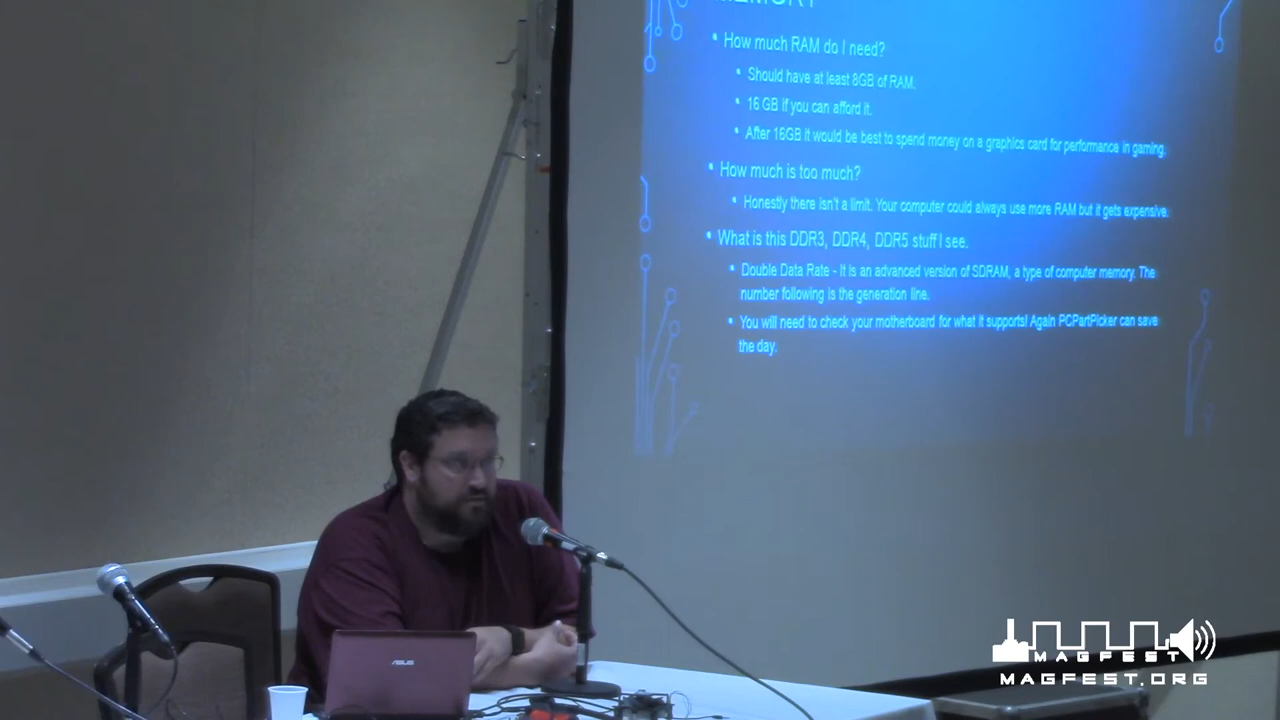 MEMORY
• How much RAM do I need?
• Should have at least 8GB of RAM.
• 16 GB if you can afford it.
• After 16GB it would be best to spend money on a graphics card for performance in gaming.
• How much is too much?
• Honestly there isn't a limit. Your computer could always use more RAM but it gets expensive.
• What is this DDR3, DDR4, DDR5 stuff I see.
• Double Data Rate - It is an advanced version of SDRAM, a type of computer memory. The
number following is the generation line.
• You will need to check your motherboard for what it supports! Again PCPartPicker can save
the day.
ASUS
MAGFEST
MAGFEST.ORG